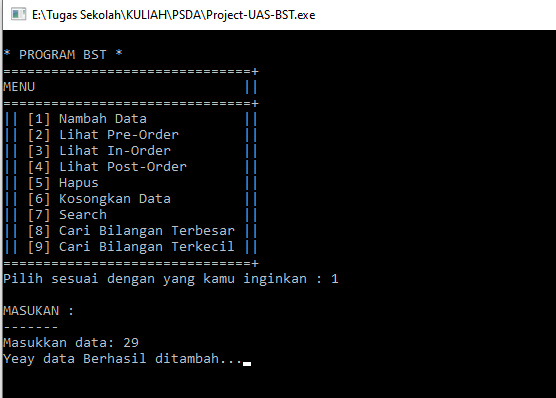 E:\Tugas Sekolah\KULIAH\PSDA\Project-UAS-BST.exe
* PROGRAM BST *
===============================+
MENU                          ||
===============================+
|| [1] Nambah Data            ||
|| [2] Lihat Pre-Order        ||
|| [3] Lihat In-Order         ||
|| [4] Lihat Post-Order       ||
|| [5] Hapus                  ||
|| [6] Kosongkan Data         ||
|| [7] Search                 ||
|| [8] Cari Bilangan Terbesar ||
|| [9] Cari Bilangan Terkecil ||
===============================+
Pilih sesuai dengan yang kamu inginkan : 1
MASUKAN :
-------
Masukkan data: 29
Yeay data Berhasil ditambah...